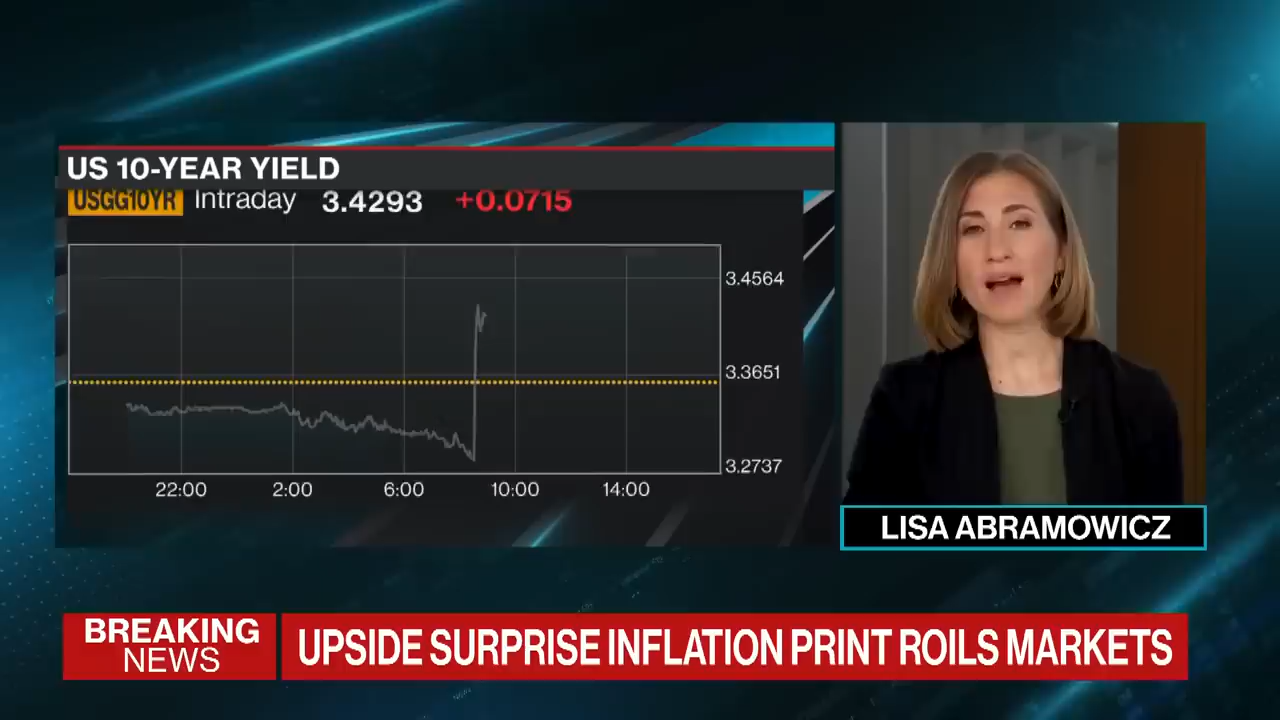 US 10-YEAR YIELD
USGG10YR Intraday 3.4293 +0.0715
3.4564
3.3651
3.2737
22:00 2:00 6:00 10:00 14:00
LISA ABRAMOWICZ
BREAKING
NEWS
UPSIDE SURPRISE INFLATION PRINT ROILS MARKETS